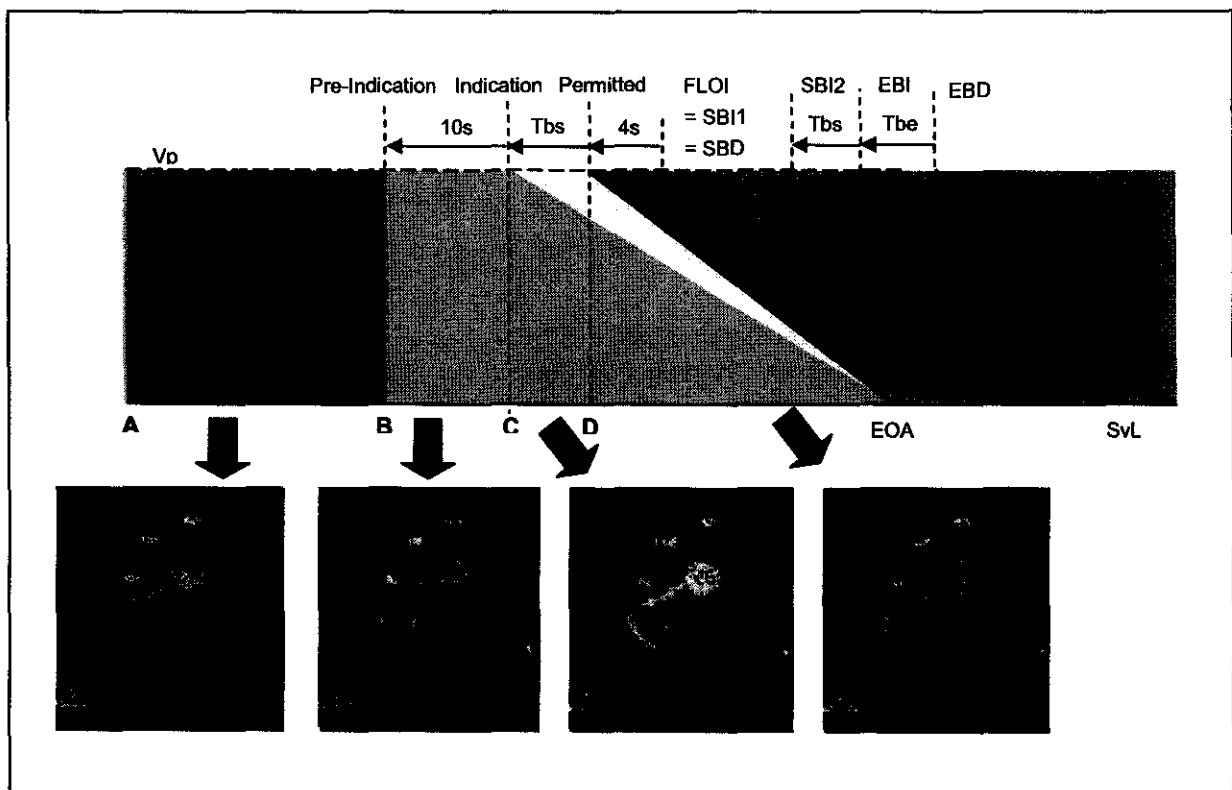 Pre-Indication Indication Permitted FLOI SBI2 EBI EBD
= SBI1
10s Tbs 4s Tbs Tbe
= SBD
Vp
A B C D EOA SvL